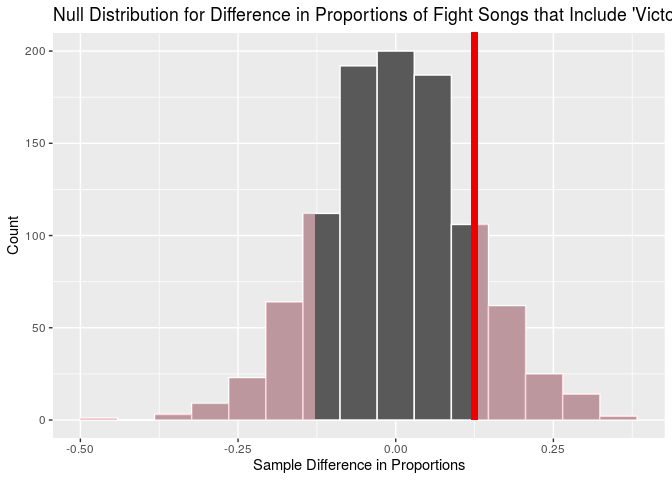 Null Distribution for Difference in Proportions of Fight Songs that Include 'Victo
200
150
100
50
0
Count
-0.50 -0.25 0.00 0.25
Sample Difference in Proportions